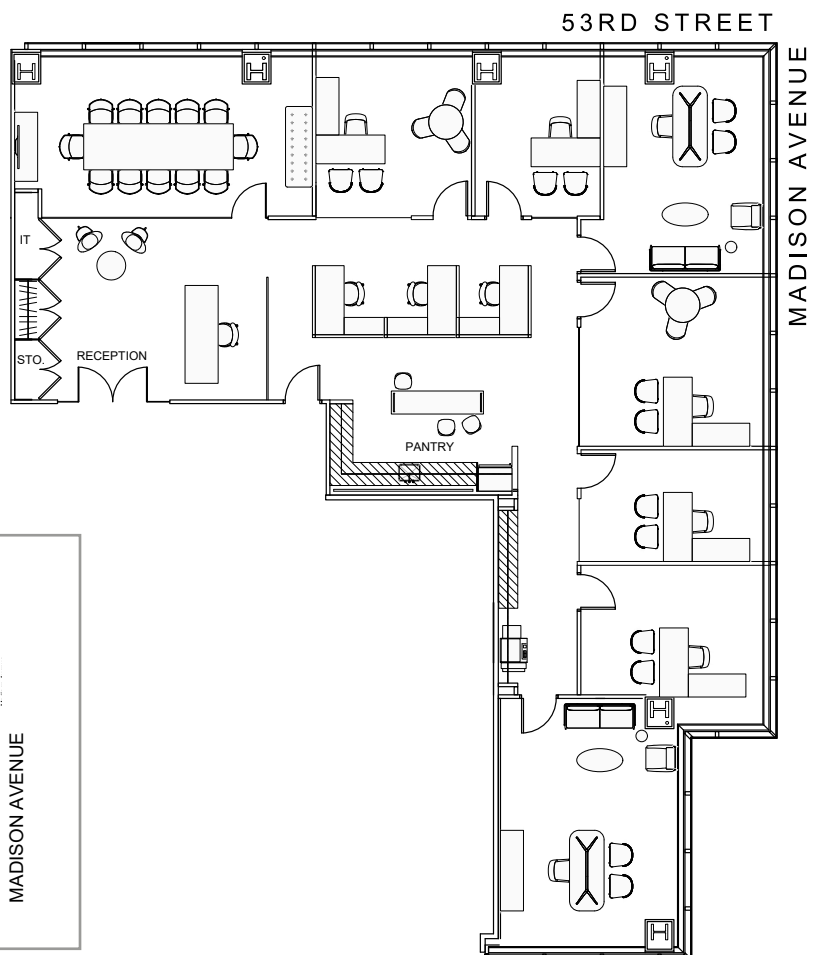 53RD STREET
MADISON AVENUE
IT
STO.
RECEPTION
PANTRY
MADISON AVENUE